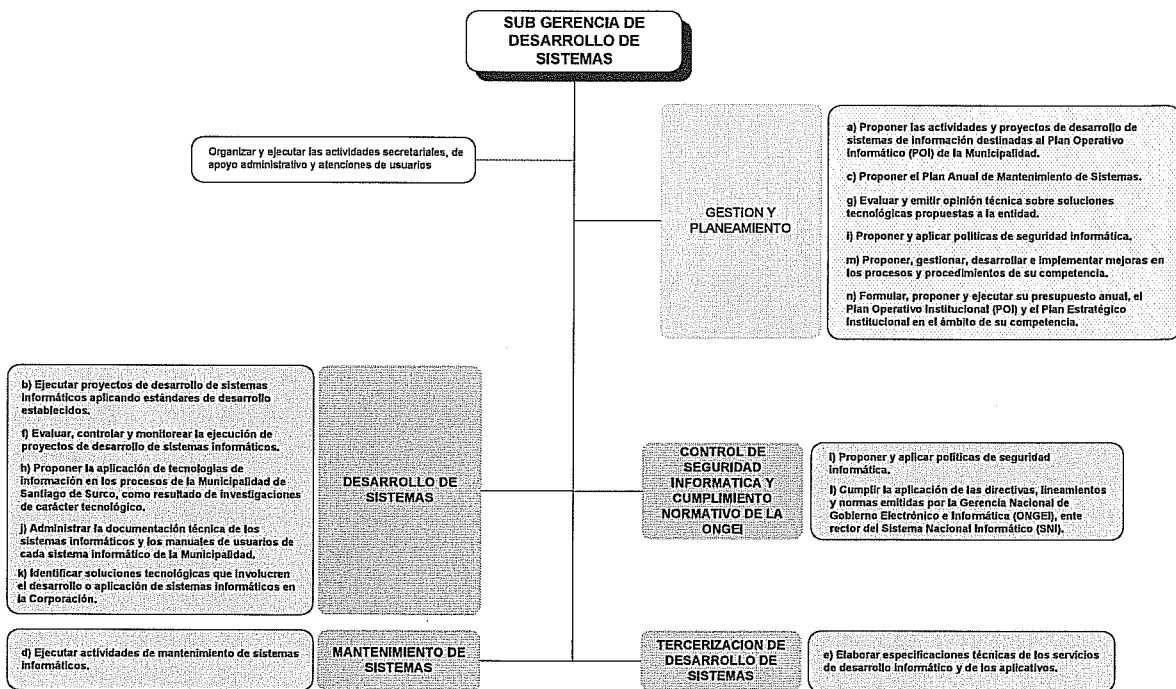 SUB GERENCIA DE
DESARROLLO DE
SISTEMAS
Organizar y ejecutar las actividades secretariales, de
apoyo administrativo y atenciones de usuarios
GESTION Y
PLANEAMIENTO
a) Proponer las actividades y proyectos de desarrollo de
sistemas de información destinadas al Plan Operativo
Informático (POI) de la Municipalidad.
c) Proponer el Plan Anual de Mantenimiento de Sistemas.
g) Evaluar y emitir opinión técnica sobre soluciones
tecnológicas propuestas a la entidad.
i) Proponer y aplicar políticas de seguridad informática.
m) Proponer, gestionar, desarrollar e implementar mejoras en
los procesos y procedimientos de su competencia.
n) Formular, proponer y ejecutar su presupuesto anual, el
Plan Operativo Institucional (POI) y el Plan Estratégico
Institucional en el ámbito de su competencia.
b) Ejecutar proyectos de desarrollo de sistemas
informáticos aplicando estándares de desarrollo
establecidos.
f) Evaluar, controlar y monitorear la ejecución de
proyectos de desarrollo de sistemas informáticos.
h) Proponer la aplicación de tecnologías de
información en los procesos de la Municipalidad de
Santiago de Surco, como resultado de investigaciones
de carácter tecnológico.
j) Administrar la documentación técnica de los
sistemas informáticos y los manuales de usuarios de
cada sistema informático de la Municipalidad.
k) Identificar soluciones tecnológicas que involucren
el desarrollo o aplicación de sistemas informáticos en
la Corporación.
DESARROLLO DE
SISTEMAS
CONTROL DE
SEGURIDAD
INFORMATICA Y
CUMPLIMIENTO
NORMATIVO DE LA
ONGEI
i) Proponer y aplicar políticas de seguridad
informática.
l) Cumplir la aplicación de las directivas, lineamientos
y normas emitidas por la Gerencia Nacional de
Gobierno Electrónico e Informática (ONGEI), ente
rector del Sistema Nacional Informático (SNI).
d) Ejecutar actividades de mantenimiento de sistemas
informáticos.
MANTENIMIENTO DE
SISTEMAS
TERCERIZACION DE
DESARROLLO DE
SISTEMAS
e) Elaborar especificaciones técnicas de los servicios
de desarrollo informático y de los aplicativos.